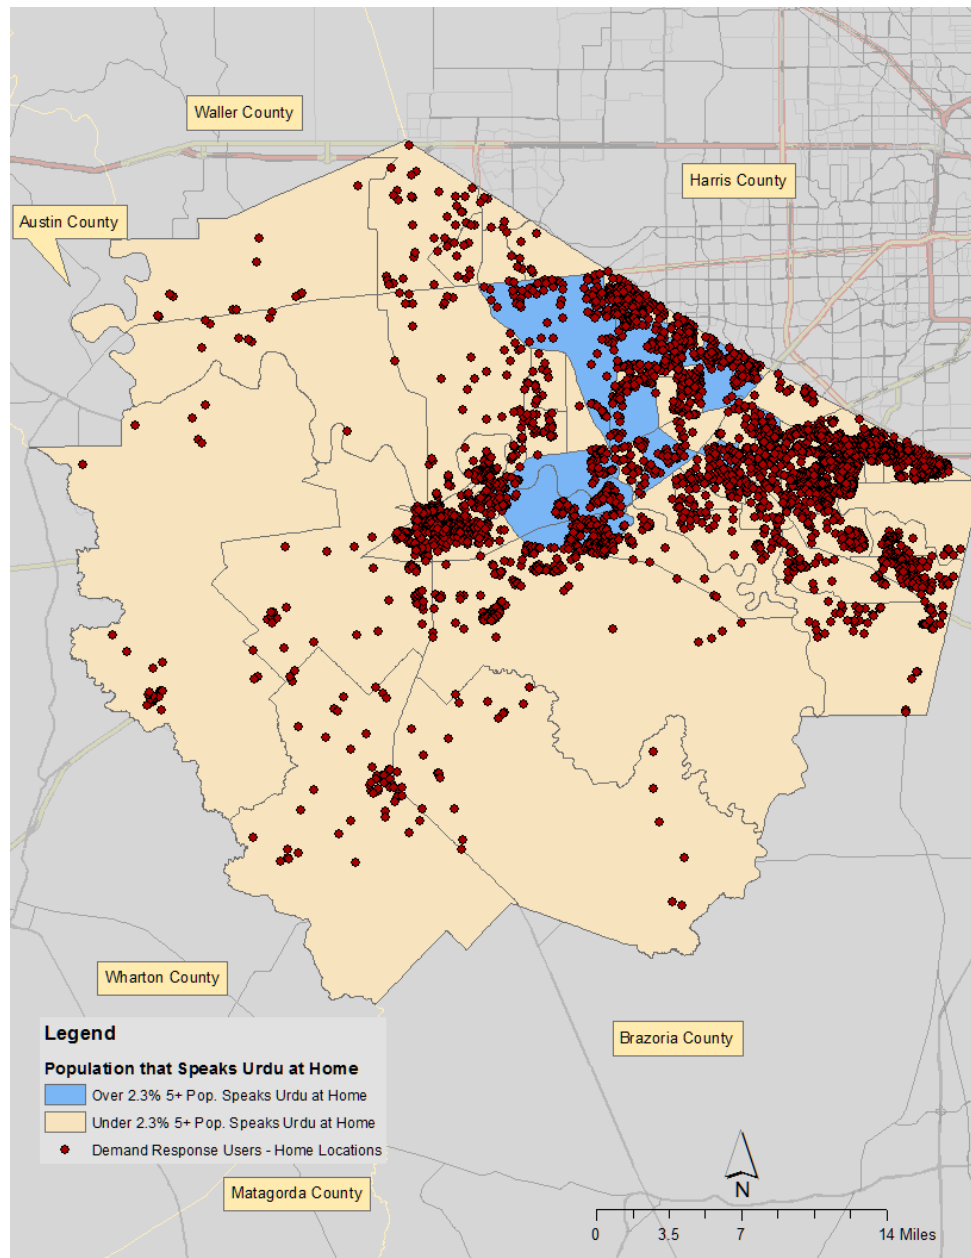 Waller County
Harris County
Austin County
Wharton County
Brazoria County
Legend
Population that Speaks Urdu at Home
Over 2.3% 5+ Pop. Speaks Urdu at Home
Under 2.3% 5+ Pop. Speaks Urdu at Home
Demand Response Users - Home Locations
Matagorda County
N
0 3.5 7 14 Miles